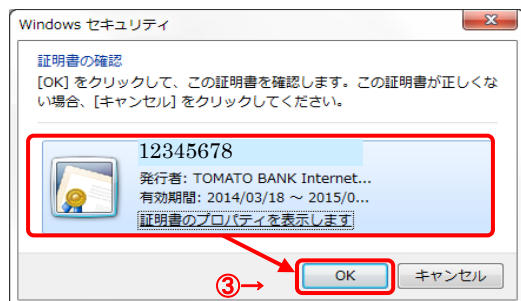 Windows セキュリティ
証明書の確認
[OK] をクリックして、この証明書を確認します。この証明書が正しくな
い場合、[キャンセル] をクリックしてください。
12345678
発行者: TOMATO BANK Internet...
有効期間: 2014/03/18 ～ 2015/0...
証明書のプロパティを表示します
③→
OK
キャンセル